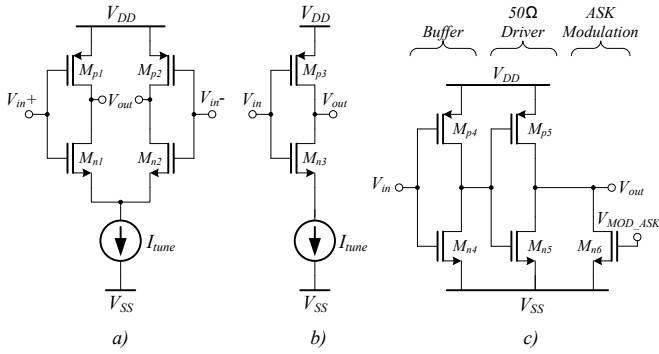 Buffer
50Ω
Driver
ASK
Modulation
VDD
Mp1
Mp2
Vin+
Vout
Vin-
Mn1
Mn2
Itune
VSS
a)
VDD
Mp3
Vin
Vout
Mn3
Itune
VSS
b)
VDD
Mp4
Mp5
Vin
Vout
VMOD_ASK
Mn4
Mn5
Mn6
VSS
c)